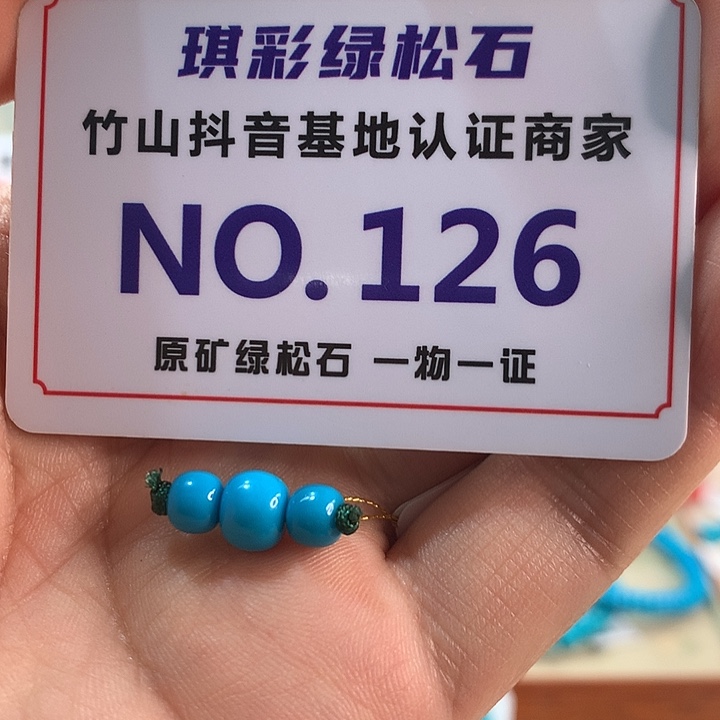 琪彩绿松石
竹山抖音基地认证商家
NO.126
原矿绿松石 一物一证